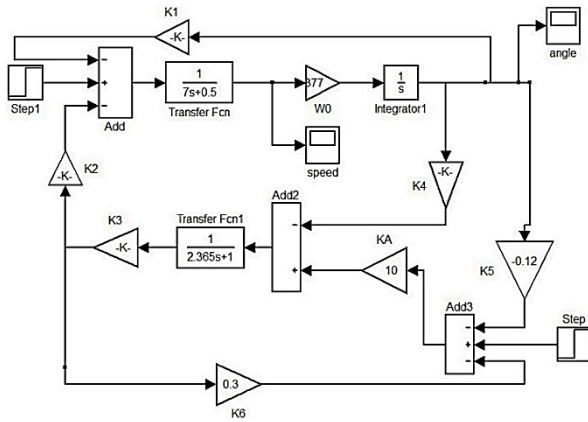 K1
-K-
angle
Step1
Add
1
7s+0.5
Transfer Fcn
377
W0
1
s
Integrator1
speed
K2
-K-
K4
-K-
Add2
K3
-K-
Transfer Fcn1
1
2.365s+1
KA
10
K5
-0.12
Add3
Step
0.3
K6